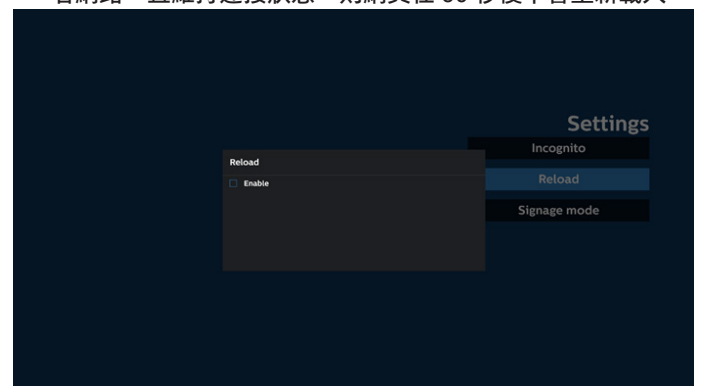 Settings
Incognito
Reload
Enable
Reload
Signage mode